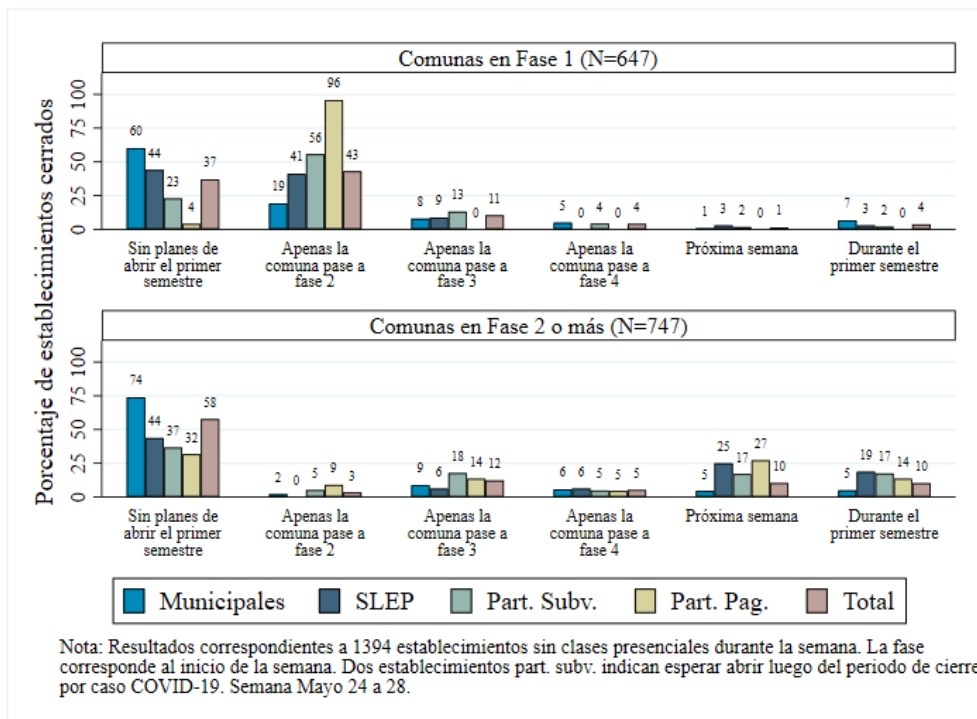 Comunas en Fase 1 (N=647)
Porcentaje de establecimientos cerrados
100
75
50
25
0
60 44 23 4 37
19 41 56 96 43
8 9 13 0 11
5 0 4 0 4
1 3 2 0 1
7 3 2 0 4
Sin planes de
abrir el primer
semestre
Apenas la
comuna pase a
fase 2
Apenas la
comuna pase a
fase 3
Apenas la
comuna pase a
fase 4
Próxima semana
Durante el
primer semestre
Comunas en Fase 2 o más (N=747)
100
75
50
25
0
74 44 37 32 58
2 0 5 9 3
9 6 18 14 12
6 6 5 5 5
5 25 17 27 10
5 19 17 14 10
Sin planes de
abrir el primer
semestre
Apenas la
comuna pase a
fase 2
Apenas la
comuna pase a
fase 3
Apenas la
comuna pase a
fase 4
Próxima semana
Durante el
primer semestre
Municipales SLEP Part. Subv. Part. Pag. Total
Nota: Resultados correspondientes a 1394 establecimientos sin clases presenciales durante la semana. La fase
corresponde al inicio de la semana. Dos establecimientos part. subv. indican esperar abrir luego del periodo de cierre
por caso COVID-19. Semana Mayo 24 a 28.